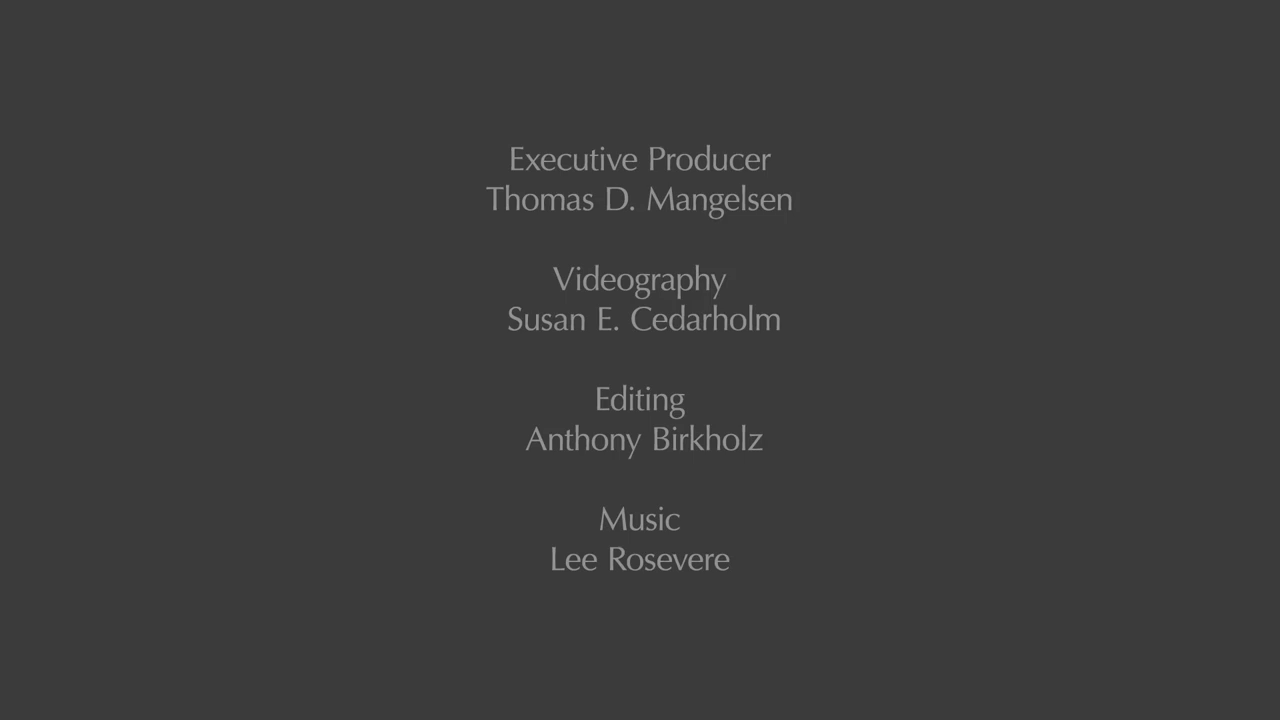 Executive Producer
Thomas D. Mangelsen
Videography
Susan E. Cedarholm
Editing
Anthony Birkholz
Music
Lee Rosevere